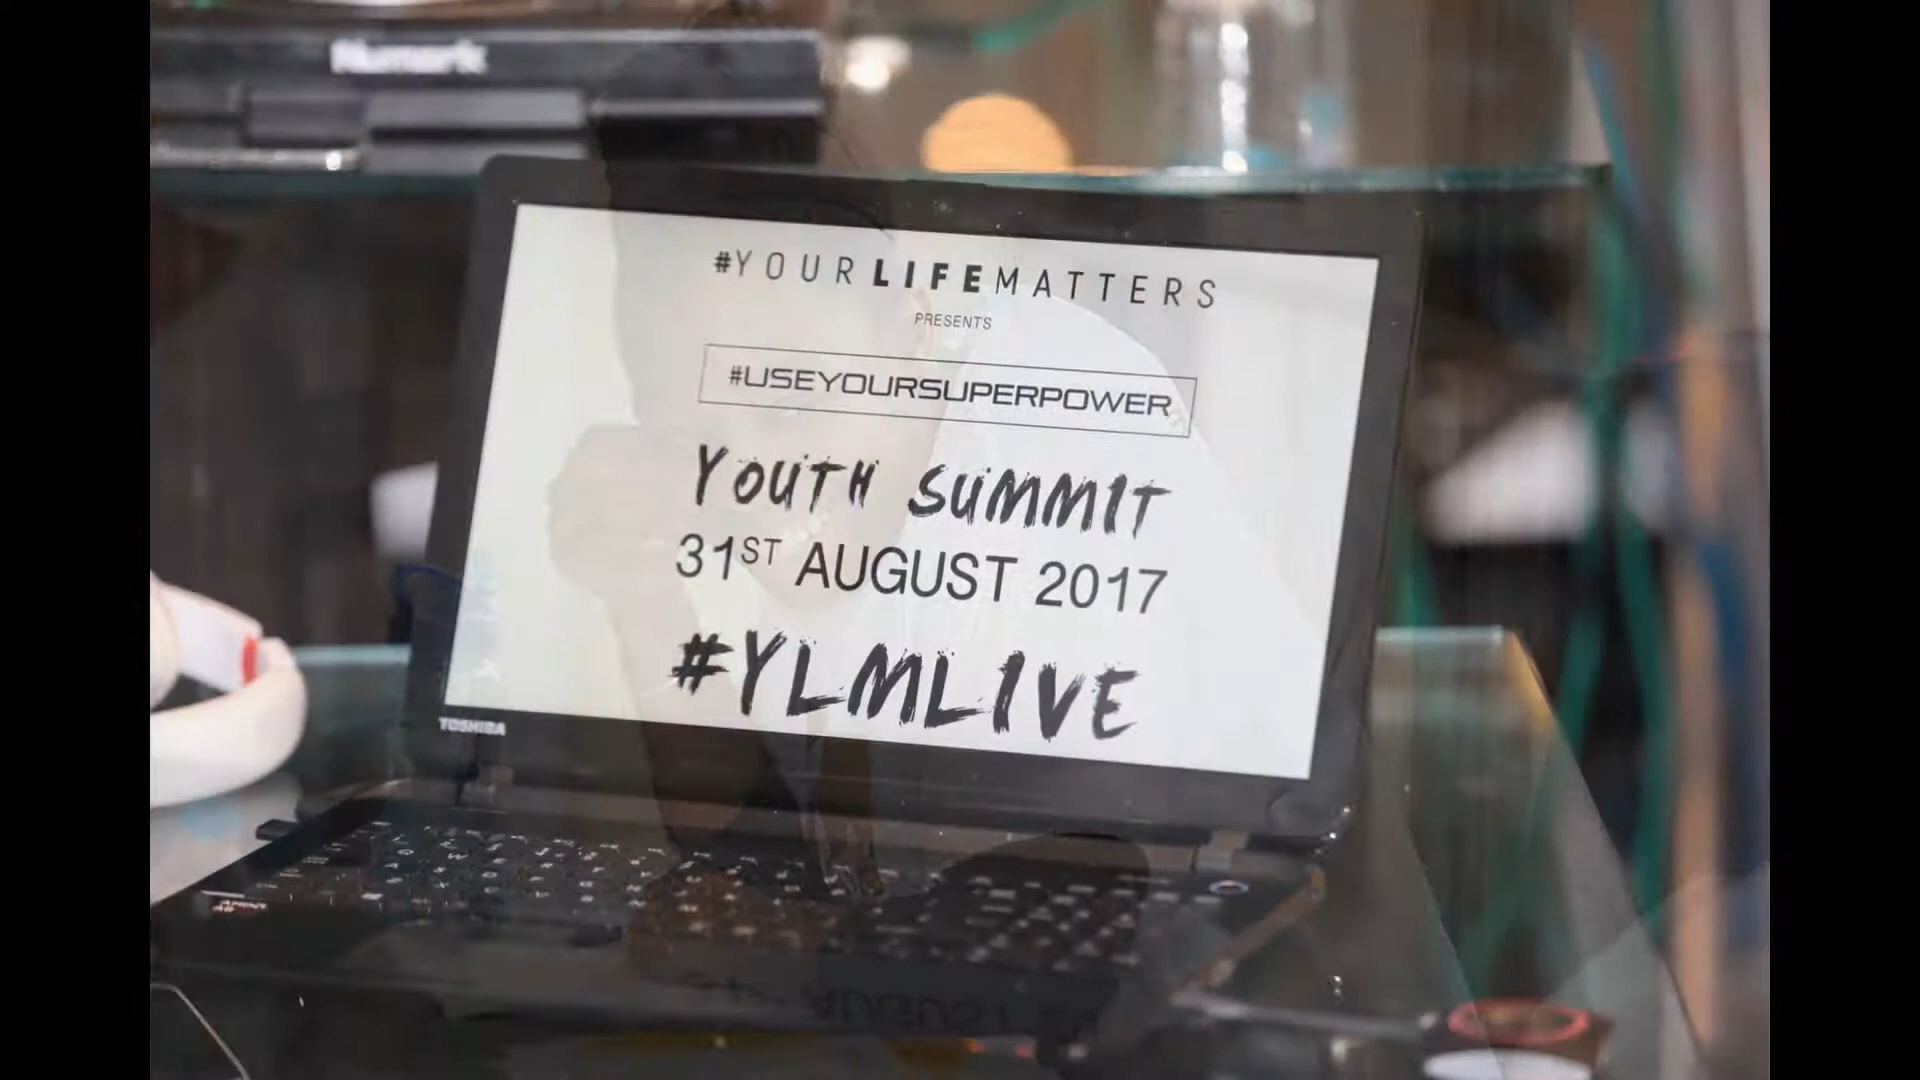 Numark
#YOURLIFEMATTERS
PRESENTS
#USEYOURSUPERPOWER
YOUTH SUMMIT
31ST AUGUST 2017
#YLMLIVE
TOSHIBA